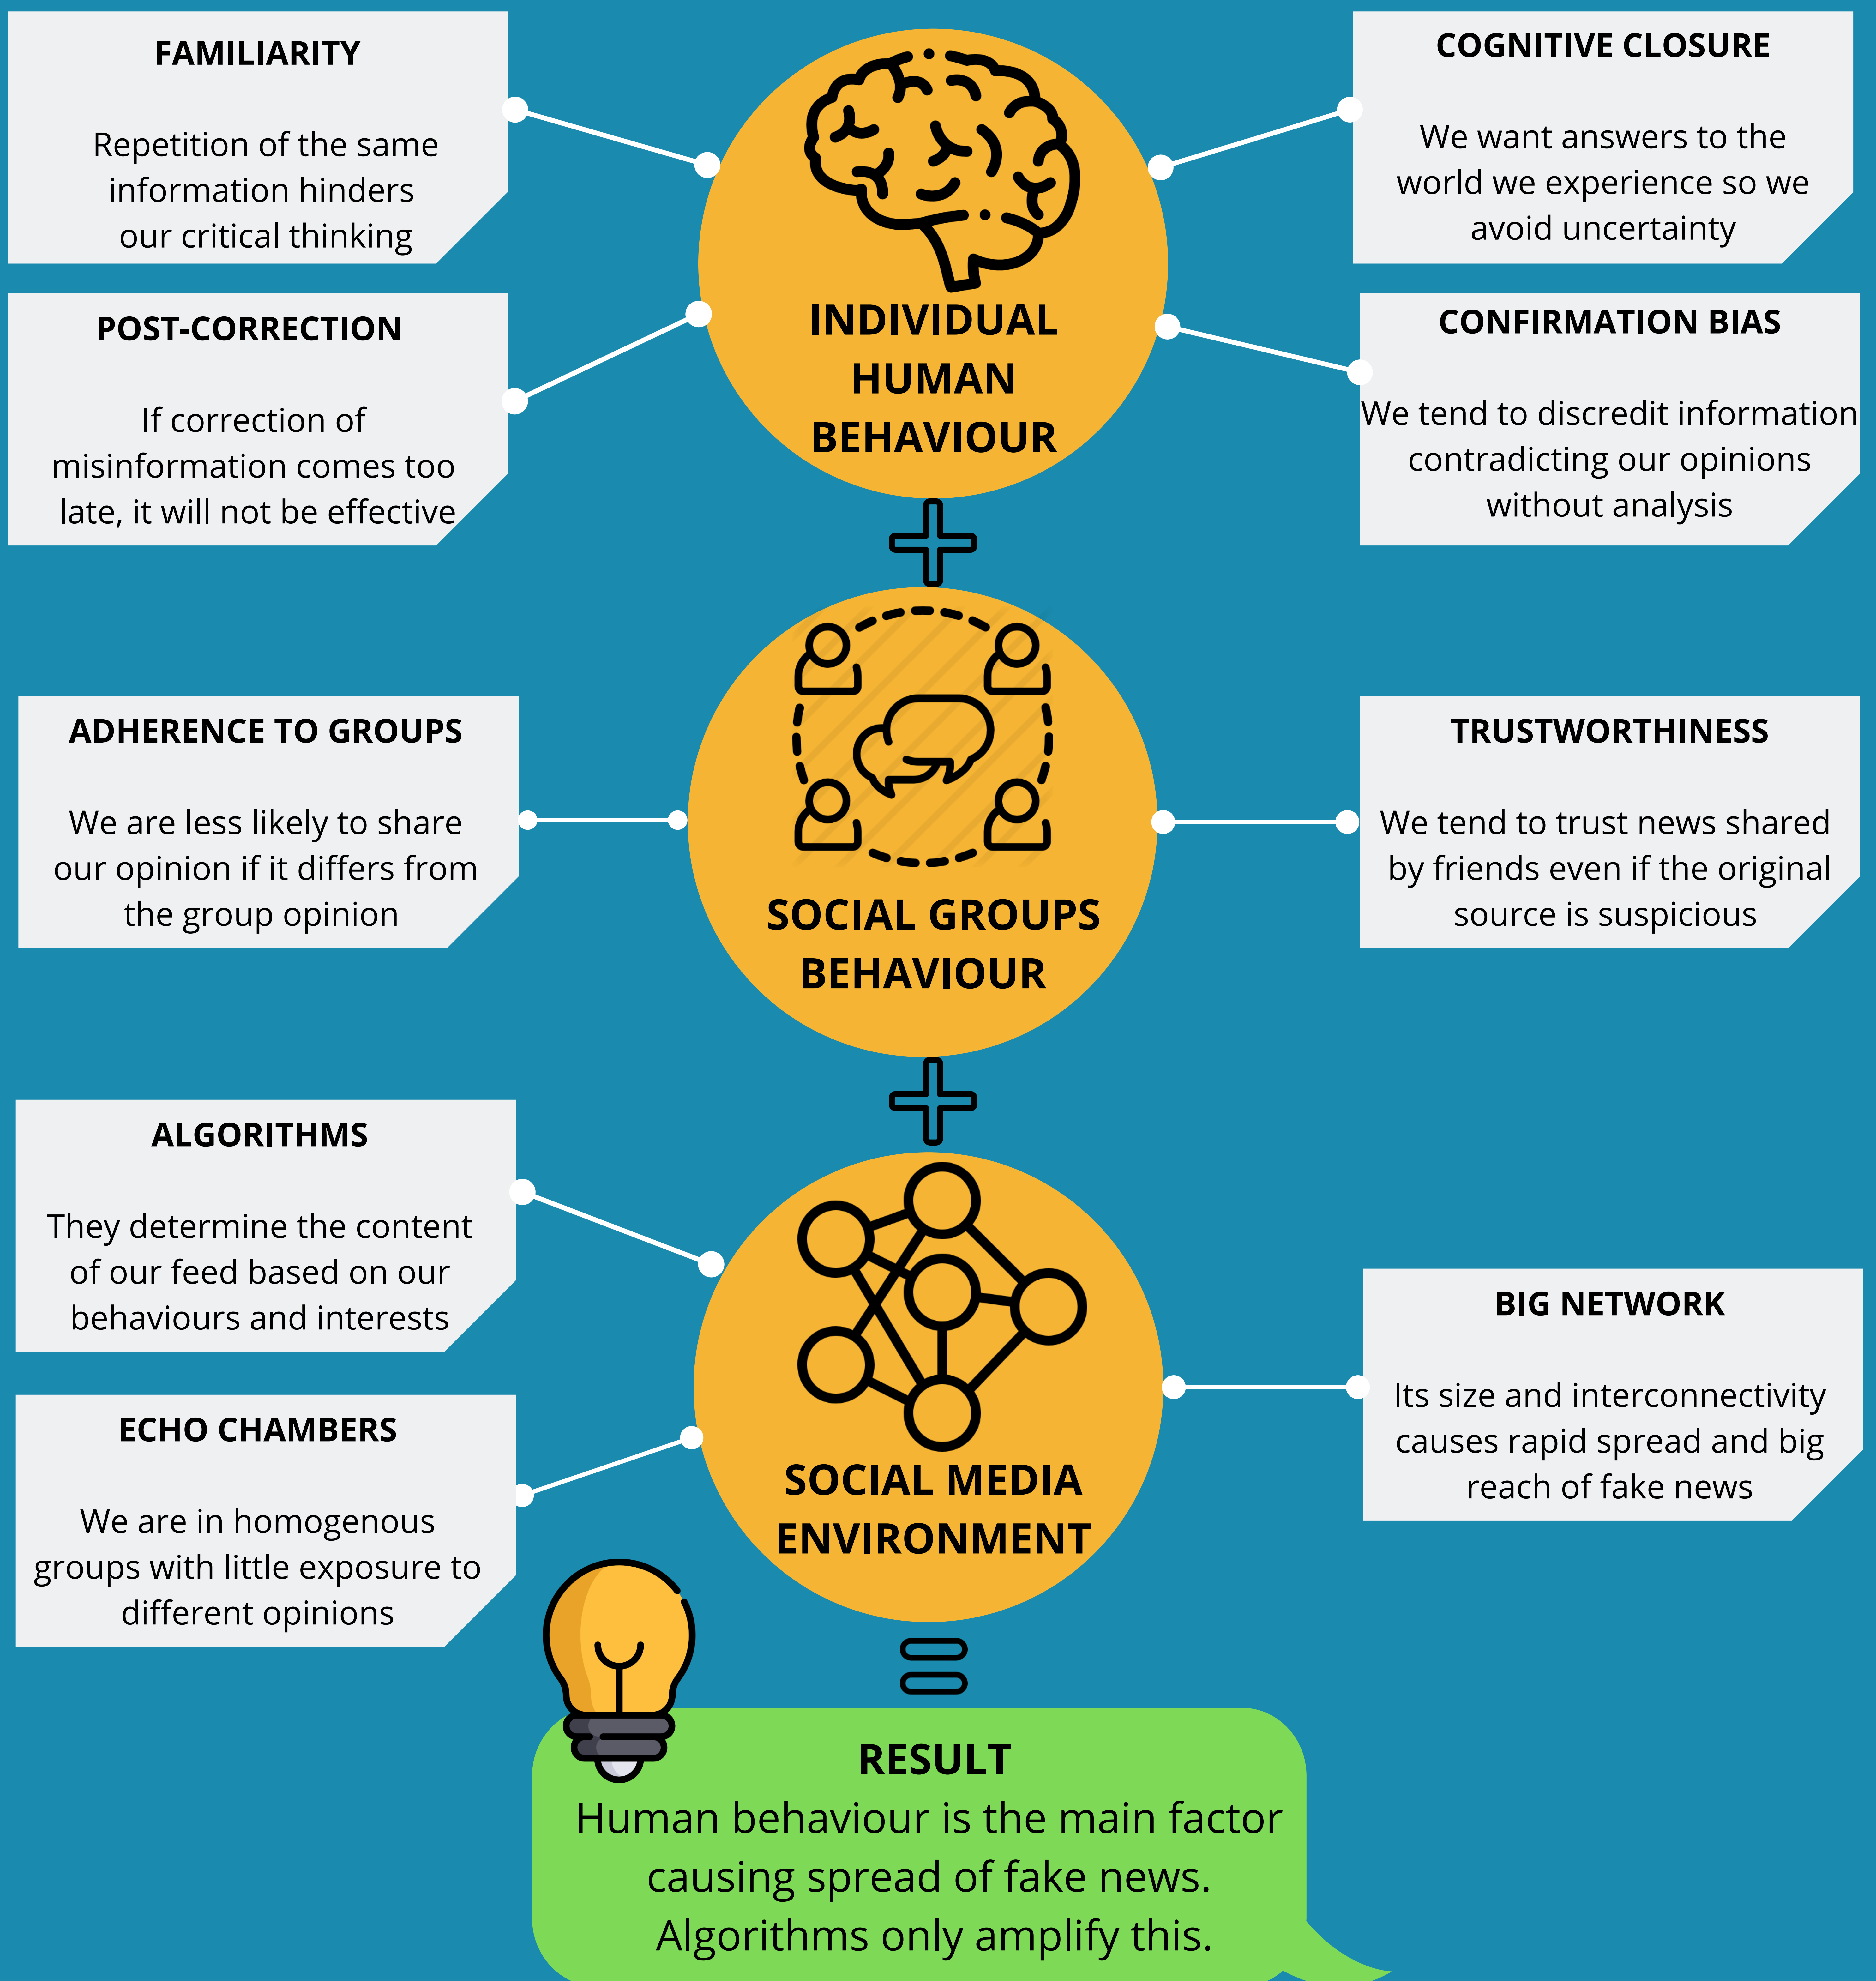 FAMILIARITY
Repetition of the same
information hinders
our critical thinking
COGNITIVE CLOSURE
We want answers to the
world we experience so we
avoid uncertainty
POST-CORRECTION
If correction of
misinformation comes too
late, it will not be effective
INDIVIDUAL
HUMAN
BEHAVIOUR
CONFIRMATION BIAS
We tend to discredit information
contradicting our opinions
without analysis
ADHERENCE TO GROUPS
We are less likely to share
our opinion if it differs from
the group opinion
SOCIAL GROUPS
BEHAVIOUR
TRUSTWORTHINESS
We tend to trust news shared
by friends even if the original
source is suspicious
ALGORITHMS
They determine the content
of our feed based on our
behaviours and interests
ECHO CHAMBERS
We are in homogenous
groups with little exposure to
different opinions
SOCIAL MEDIA
ENVIRONMENT
BIG NETWORK
Its size and interconnectivity
causes rapid spread and big
reach of fake news
RESULT
Human behaviour is the main factor
causing spread of fake news.
Algorithms only amplify this.